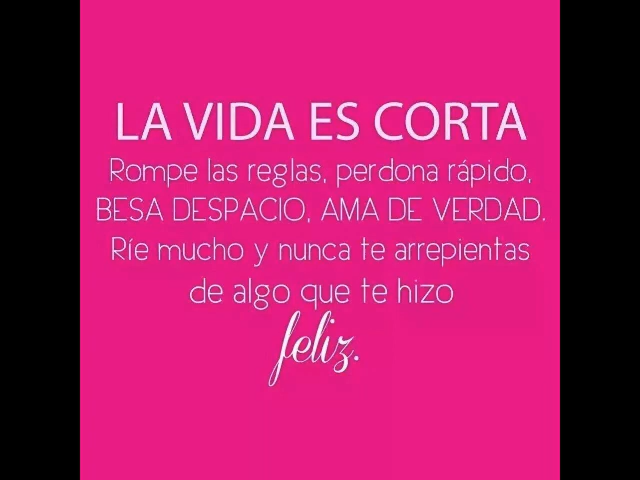 LA VIDA ES CORTA
Rompe las reglas, perdona rápido,
BESA DESPACIO, AMA DE VERDAD.
Ríe mucho y nunca te arrepientas
de algo que te hizo
feliz.